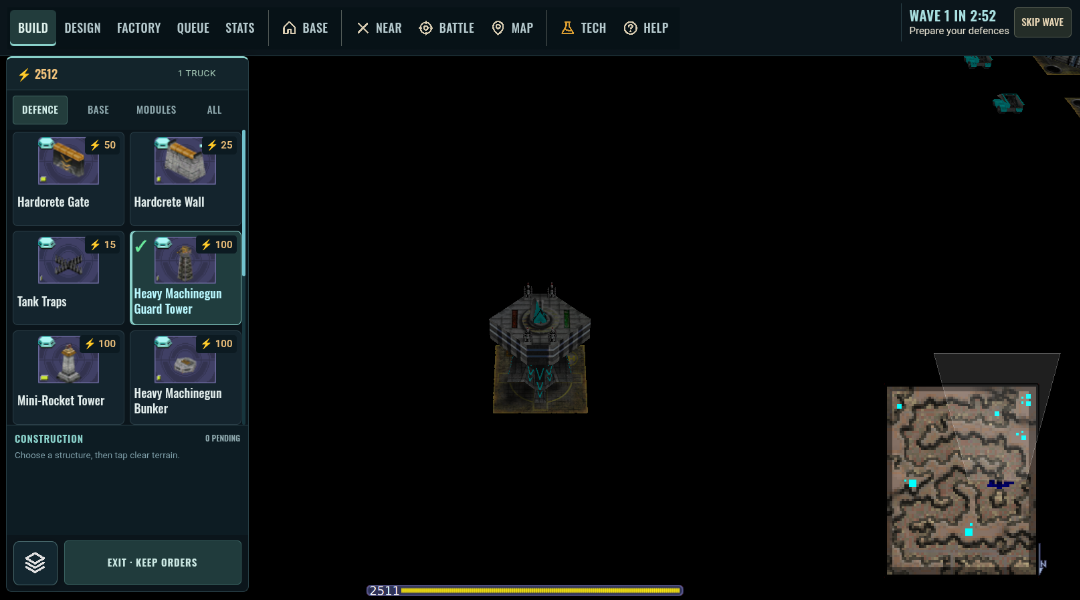 BUILD DESIGN FACTORY QUEUE STATS BASE NEAR BATTLE MAP TECH HELP
WAVE 1 IN 2:52
Prepare your defences
SKIP WAVE
2512
1 TRUCK
DEFENCE BASE MODULES ALL
50
Hardcrete Gate
25
Hardcrete Wall
15
Tank Traps
100
Heavy Machinegun
Guard Tower
100
Mini-Rocket Tower
100
Heavy Machinegun
Bunker
CONSTRUCTION
0 PENDING
Choose a structure, then tap clear terrain.
EXIT - KEEP ORDERS
2511
N